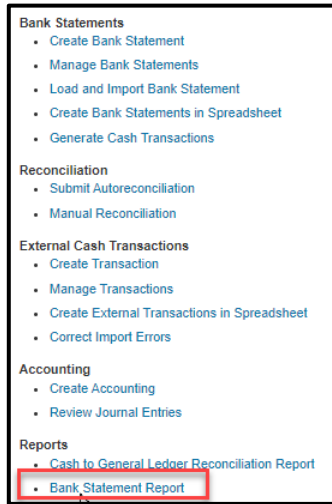 Bank Statements
• Create Bank Statement
• Manage Bank Statements
• Load and Import Bank Statement
• Create Bank Statements in Spreadsheet
• Generate Cash Transactions
Reconciliation
• Submit Autoreconciliation
• Manual Reconciliation
External Cash Transactions
• Create Transaction
• Manage Transactions
• Create External Transactions in Spreadsheet
• Correct Import Errors
Accounting
• Create Accounting
• Review Journal Entries
Reports
• Cash to General Ledger Reconciliation Report
• Bank Statement Report